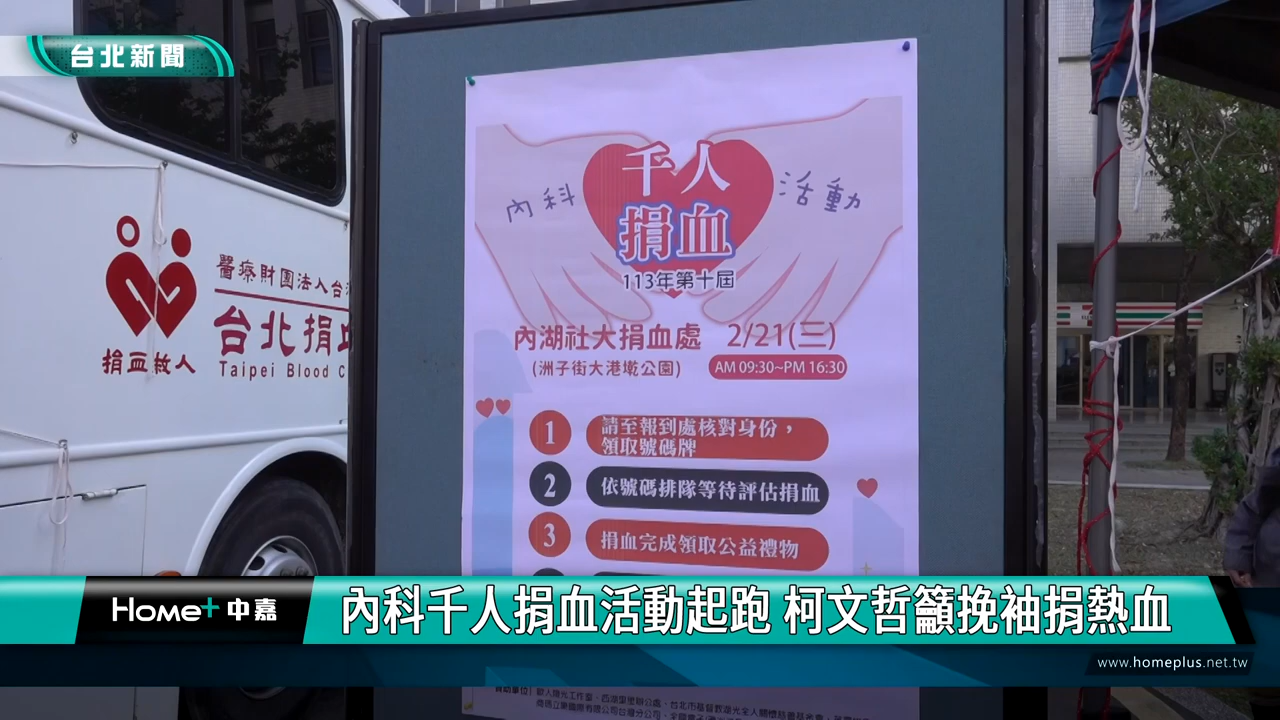 台北新聞
醫療財團法人台
台北捐
Taipei Blood C
捐血救人
內科
千人
捐血
活動
113年第十屆
內湖社大捐血處 2/21(三)
(洲子街大港墘公園) AM 09:30~PM 16:30
1 請至報到處核對身份，
領取號碼牌
2 依號碼排隊等待評估捐血
3 捐血完成領取公益禮物
Home+ 中嘉
內科千人捐血活動起跑 柯文哲籲挽袖捐熱血
www.homeplus.net.tw